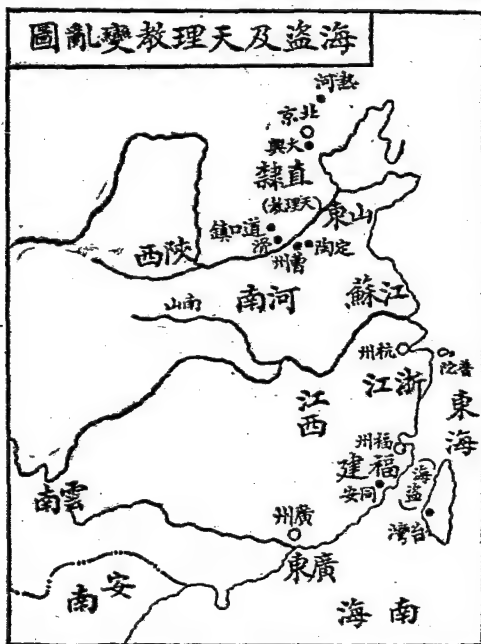 海盜及天理教變亂圖
熱河
北京
大興
直隸
(天理教)
山東
道口鎮
滑
定陶
曹州
陝西
河南
江蘇
南山
杭州
普陀
浙江
東海
江西
福州
福建
(海盜)
同安
台灣
雲南
廣州
廣東
安南
南海